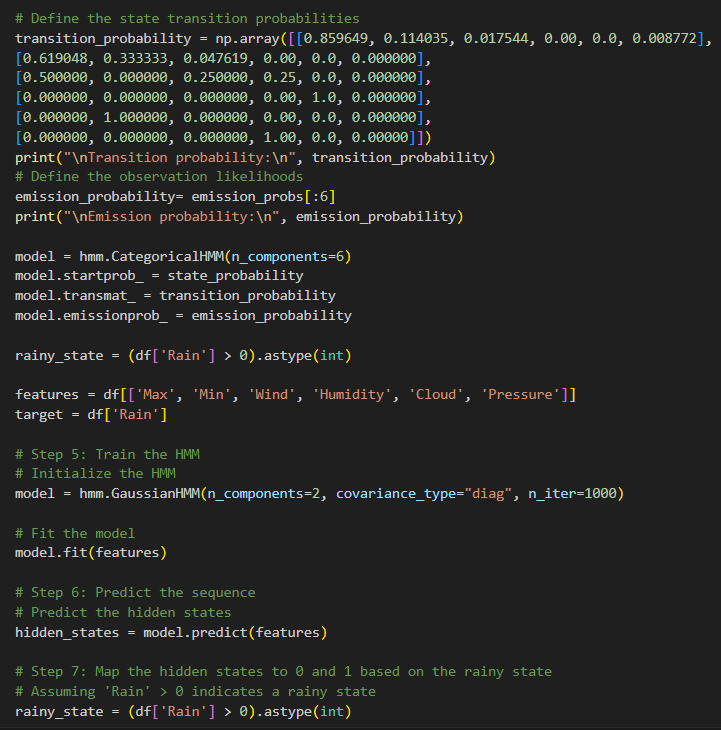 # Define the state transition probabilities
transition_probability = np.array([[0.859649, 0.114035, 0.017544, 0.00, 0.0, 0.008772],
[0.619048, 0.333333, 0.047619, 0.00, 0.0, 0.000000],
[0.500000, 0.000000, 0.250000, 0.25, 0.0, 0.000000],
[0.000000, 0.000000, 0.000000, 0.00, 1.0, 0.000000],
[0.000000, 1.000000, 0.000000, 0.00, 0.0, 0.000000],
[0.000000, 0.000000, 0.000000, 1.00, 0.0, 0.00000]])
print("\nTransition probability:\n", transition_probability)
# Define the observation likelihoods
emission_probability= emission_probs[:6]
print("\nEmission probability:\n", emission_probability)
model = hmm.CategoricalHMM(n_components=6)
model.startprob_ = state_probability
model.transmat_ = transition_probability
model.emissionprob_ = emission_probability
rainy_state = (df['Rain'] > 0).astype(int)
features = df[['Max', 'Min', 'Wind', 'Humidity', 'Cloud', 'Pressure']]
target = df['Rain']
# Step 5: Train the HMM
# Initialize the HMM
model = hmm.GaussianHMM(n_components=2, covariance_type="diag", n_iter=1000)
# Fit the model
model.fit(features)
# Step 6: Predict the sequence
# Predict the hidden states
hidden_states = model.predict(features)
# Step 7: Map the hidden states to 0 and 1 based on the rainy state
# Assuming 'Rain' > 0 indicates a rainy state
rainy_state = (df['Rain'] > 0).astype(int)